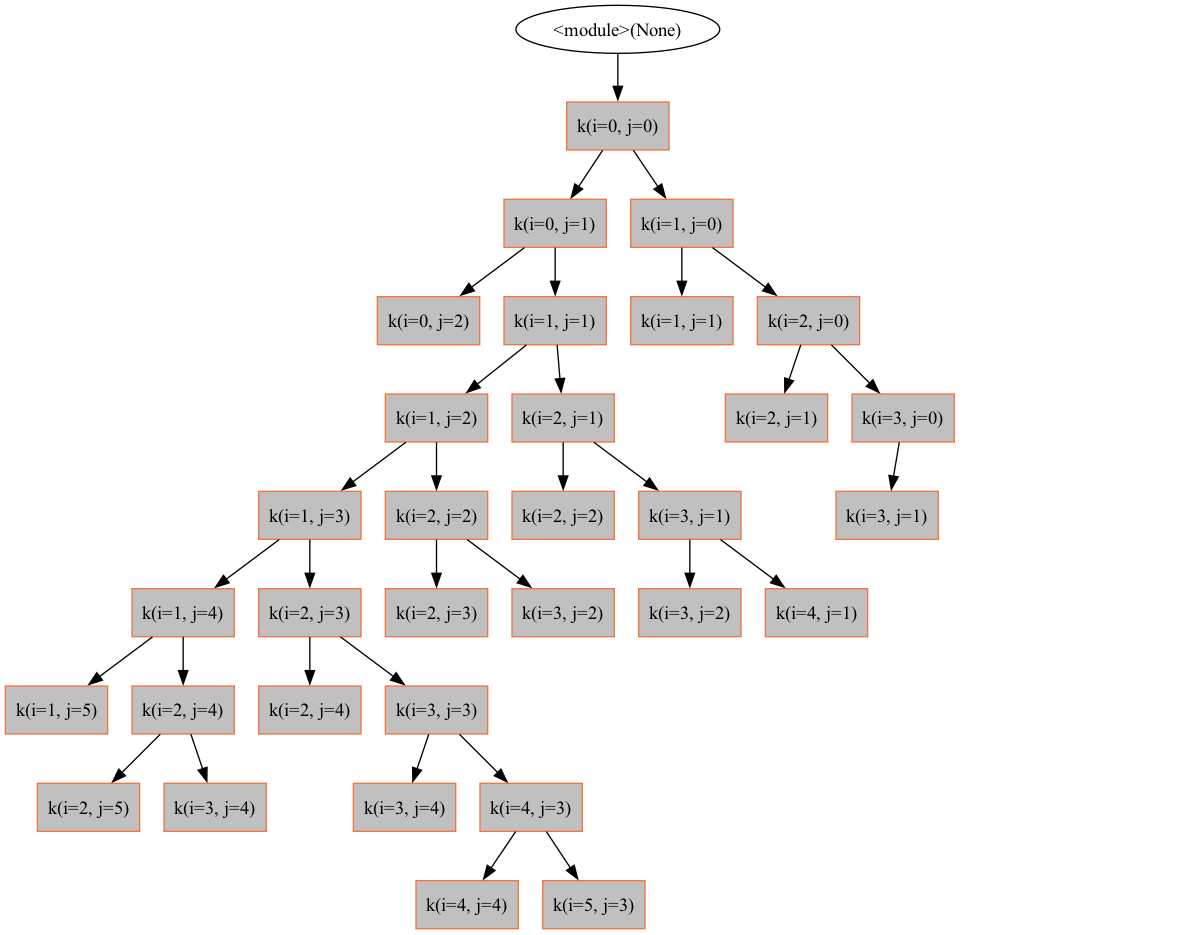 <module>(None)
k(i=0, j=0)
k(i=0, j=1)
k(i=1, j=0)
k(i=0, j=2)
k(i=1, j=1)
k(i=1, j=1)
k(i=2, j=0)
k(i=1, j=2)
k(i=2, j=1)
k(i=2, j=1)
k(i=3, j=0)
k(i=1, j=3)
k(i=2, j=2)
k(i=2, j=2)
k(i=3, j=1)
k(i=3, j=1)
k(i=1, j=4)
k(i=2, j=3)
k(i=2, j=3)
k(i=3, j=2)
k(i=3, j=2)
k(i=4, j=1)
k(i=1, j=5)
k(i=2, j=4)
k(i=2, j=4)
k(i=3, j=3)
k(i=2, j=5)
k(i=3, j=4)
k(i=3, j=4)
k(i=4, j=3)
k(i=4, j=4)
k(i=5, j=3)